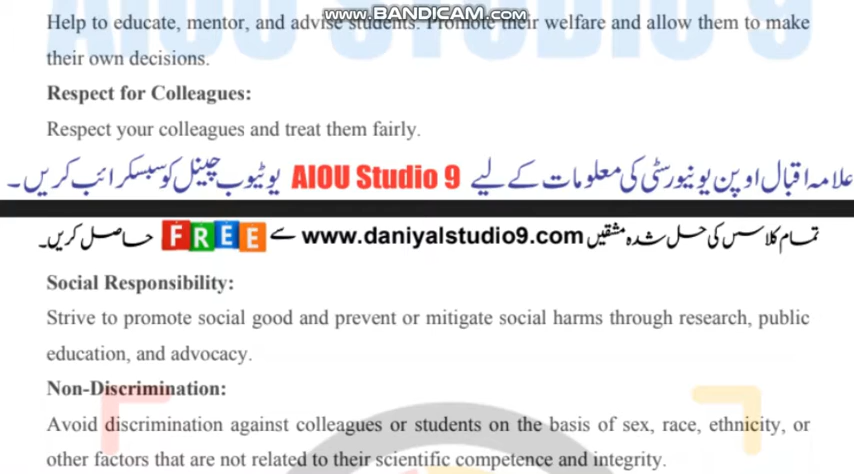 www.BANDICAM.com
Help to educate, mentor, and advise students. Promote their welfare and allow them to make
their own decisions.
Respect for Colleagues:
Respect your colleagues and treat them fairly.
علامہ اقبال اوپن یونیورسٹی کی معلومات کے لیے AIOU Studio 9 یوٹیوب چینل کو سبسکرائب کریں۔
تمام کلاسس کی حل شدہ مشقیں www.daniyalstudio9.com سے FREE حاصل کریں۔
Social Responsibility:
Strive to promote social good and prevent or mitigate social harms through research, public
education, and advocacy.
Non-Discrimination:
Avoid discrimination against colleagues or students on the basis of sex, race, ethnicity, or
other factors that are not related to their scientific competence and integrity.